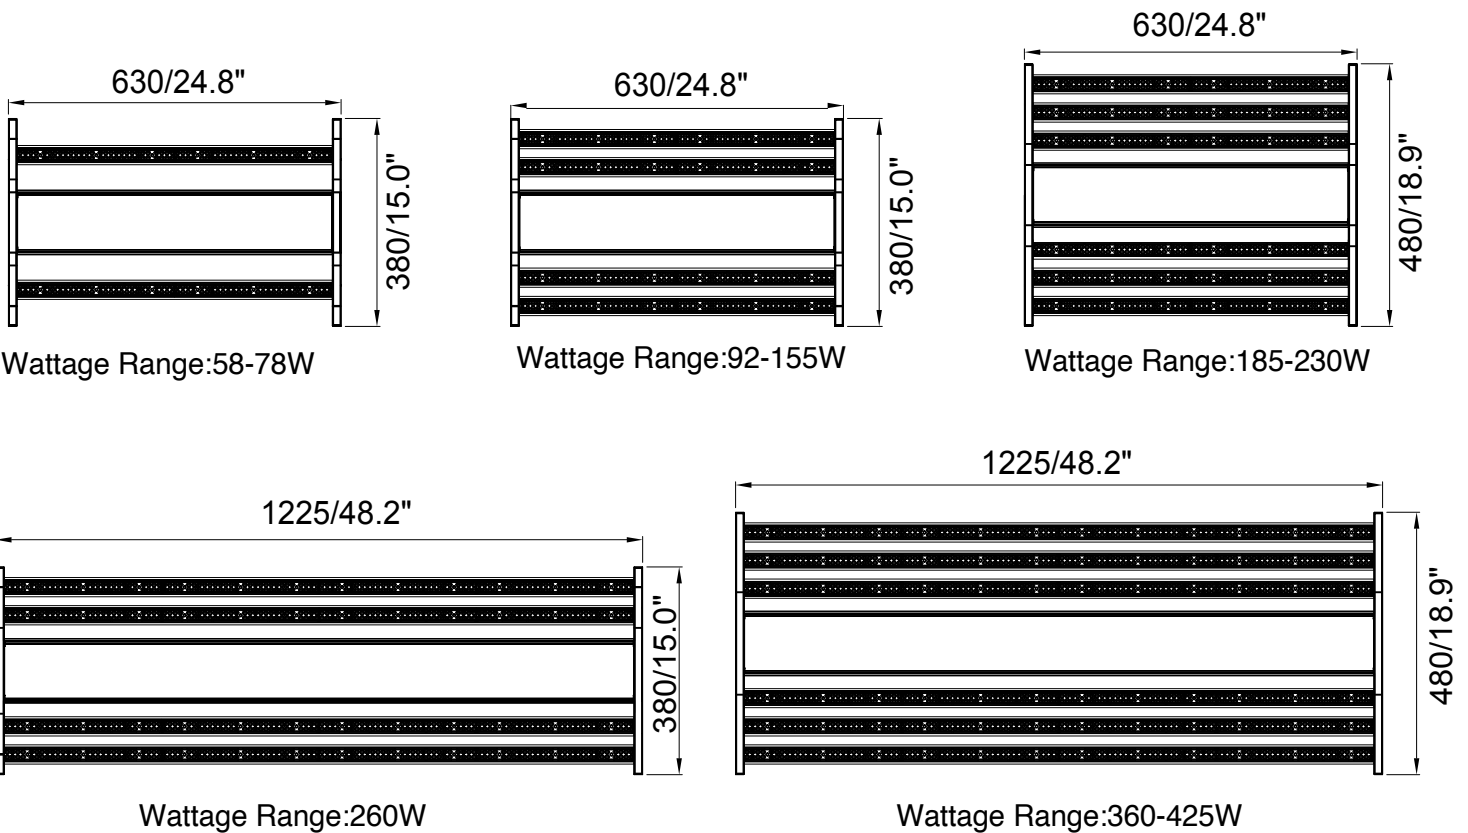 630/24.8"
380/15.0"
Wattage Range:58-78W
630/24.8"
380/15.0"
Wattage Range:92-155W
630/24.8"
480/18.9"
Wattage Range:185-230W
1225/48.2"
380/15.0"
Wattage Range:260W
1225/48.2"
480/18.9"
Wattage Range:360-425W